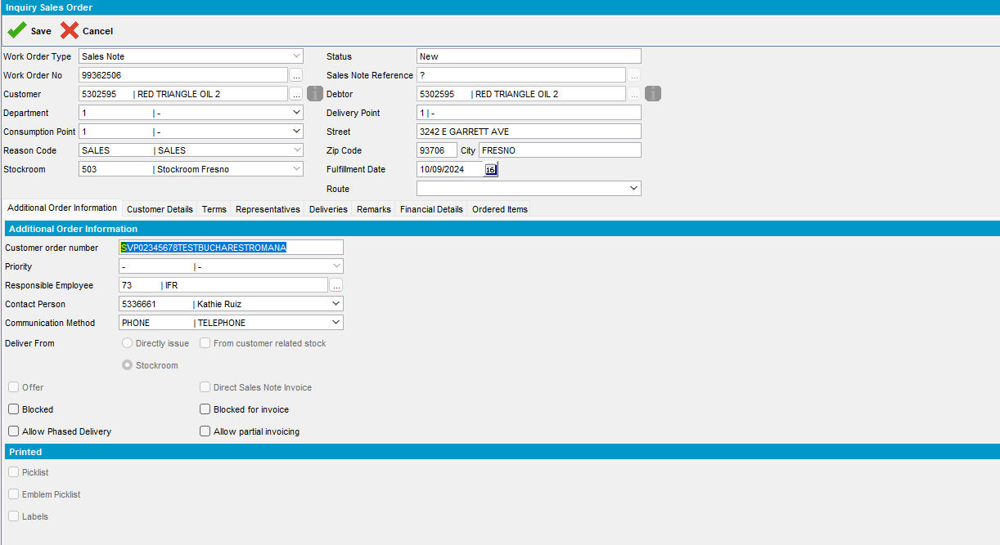 Inquiry Sales Order
Save Cancel
Work Order Type Sales Note Status New
Work Order No 99362506 ... Sales Note Reference ? ...
Customer 5302595 | RED TRIANGLE OIL 2 ... i Debtor 5302595 | RED TRIANGLE OIL 2 ... i
Department 1 | - Delivery Point 1 | -
Consumption Point 1 | - Street 3242 E GARRETT AVE
Reason Code SALES | SALES Zip Code 93706 City FRESNO
Stockroom 503 | Stockroom Fresno Fulfillment Date 10/09/2024 16
Route
Additional Order Information Customer Details Terms Representatives Deliveries Remarks Financial Details Ordered Items
Additional Order Information
Customer order number SVP02345678TESTBUCHARESTROMANA
Priority - | -
Responsible Employee 73 | IFR ...
Contact Person 5336661 | Kathie Ruiz
Communication Method PHONE | TELEPHONE
Deliver From Directly issue From customer related stock
Stockroom
Offer Direct Sales Note Invoice
Blocked Blocked for invoice
Allow Phased Delivery Allow partial invoicing
Printed
Picklist
Emblem Picklist
Labels